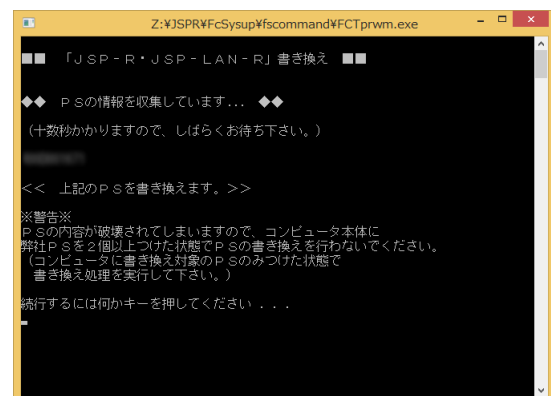 Z:¥JSPR¥FcSysup¥fscommand¥FCTprwm.exe
■■　「ＪＳＰ－Ｒ・ＪＳＰ－ＬＡＮ－Ｒ」書き換え　■■
◆◆　ＰＳの情報を収集しています...　◆◆
（十数秒かかりますので、しばらくお待ち下さい。）
<<　上記のＰＳを書き換えます。>>
※警告※
ＰＳの内容が破壊されてしまいますので、コンピュータ本体に
弊社ＰＳを２個以上つけた状態でＰＳの書き換えを行わないでください。
（コンピュータに書き換え対象のＰＳのみつけた状態で
　書き換え処理を実行して下さい。）
続行するには何かキーを押してください . . .